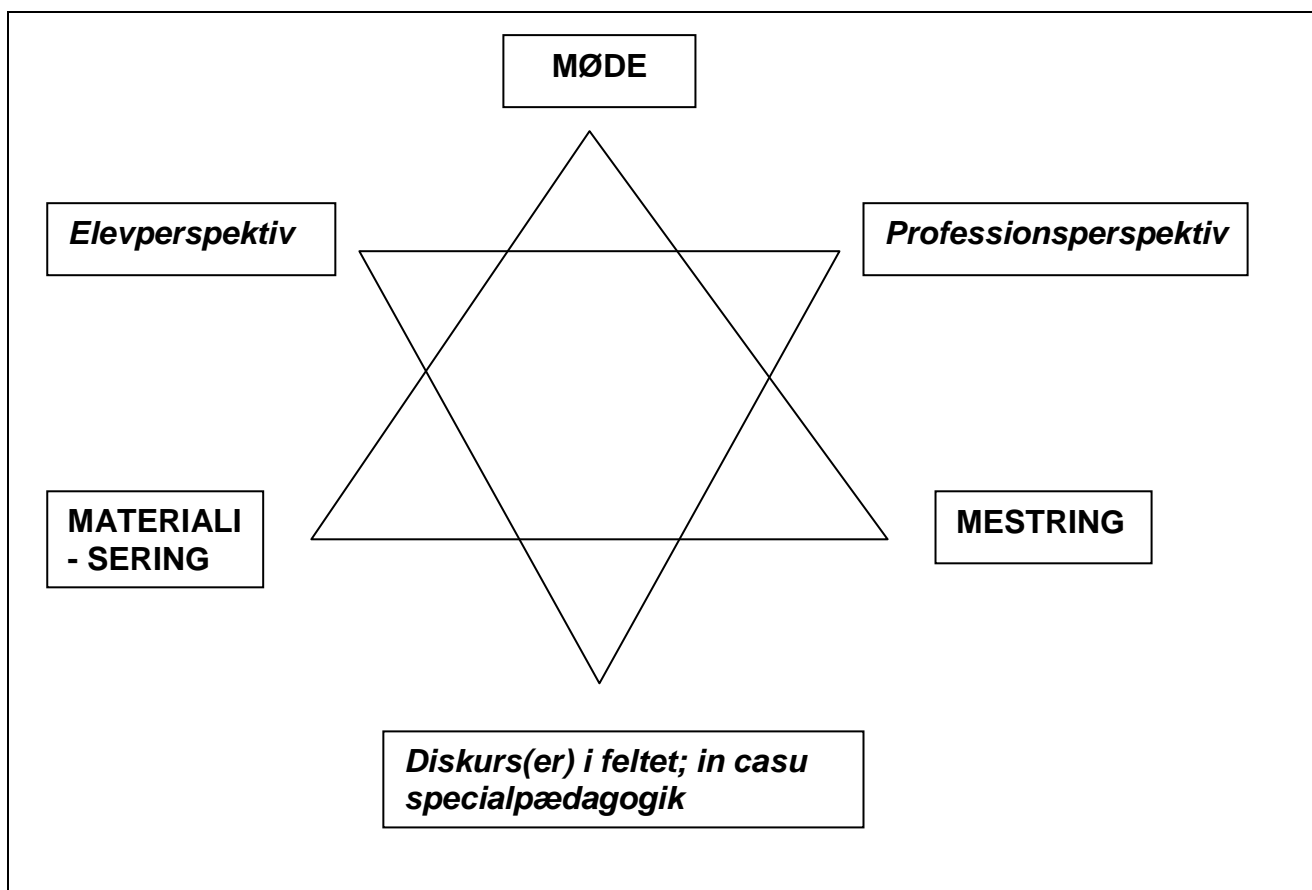 MØDE
Elevperspektiv
Professionsperspektiv
MATERIALI
- SERING
MESTRING
Diskurs(er) i feltet; in casu
specialpædagogik